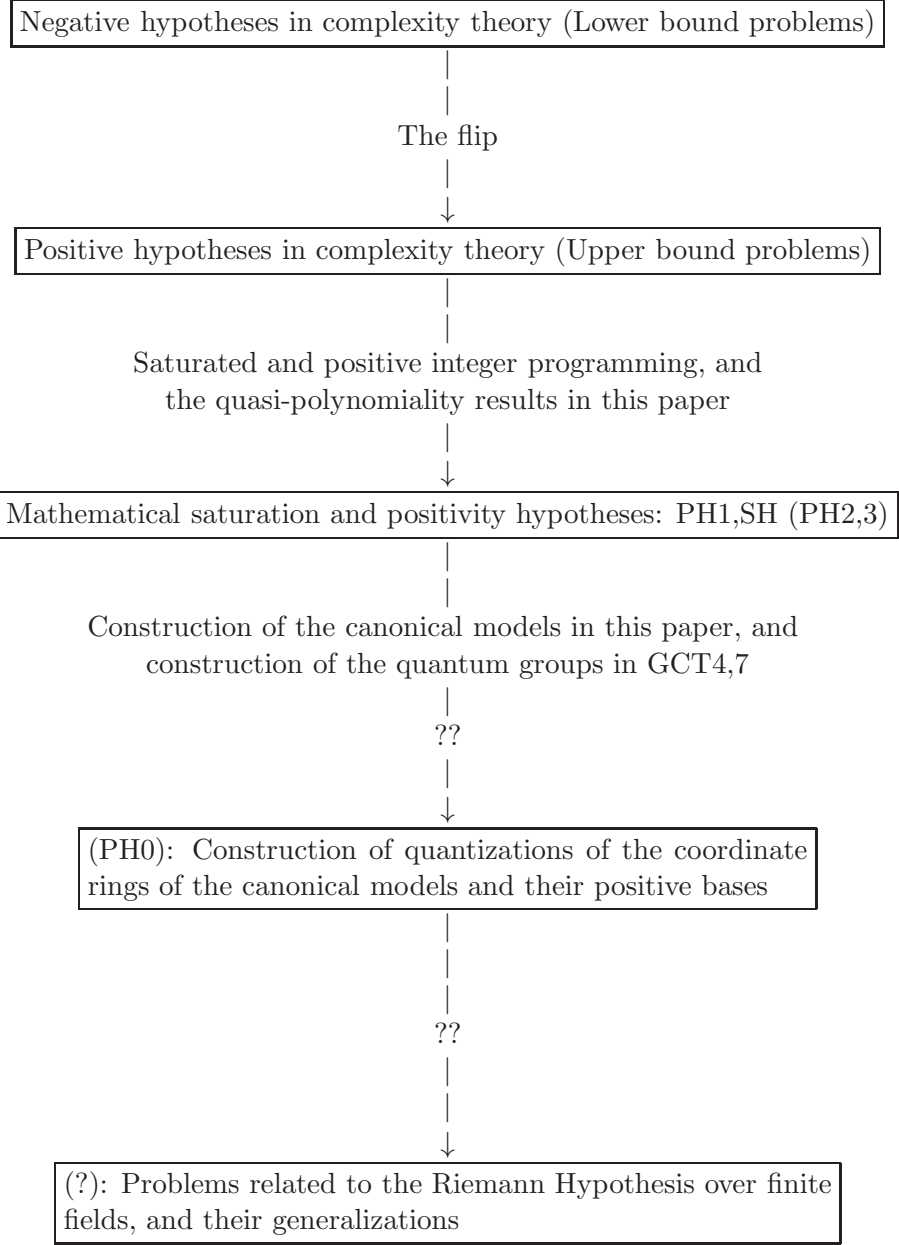 Negative hypotheses in complexity theory (Lower bound problems)
The flip
Positive hypotheses in complexity theory (Upper bound problems)
Saturated and positive integer programming, and
the quasi-polynomiality results in this paper
Mathematical saturation and positivity hypotheses: PH1,SH (PH2,3)
Construction of the canonical models in this paper, and
construction of the quantum groups in GCT4,7
??
(PH0): Construction of quantizations of the coordinate
rings of the canonical models and their positive bases
??
(?): Problems related to the Riemann Hypothesis over finite
fields, and their generalizations